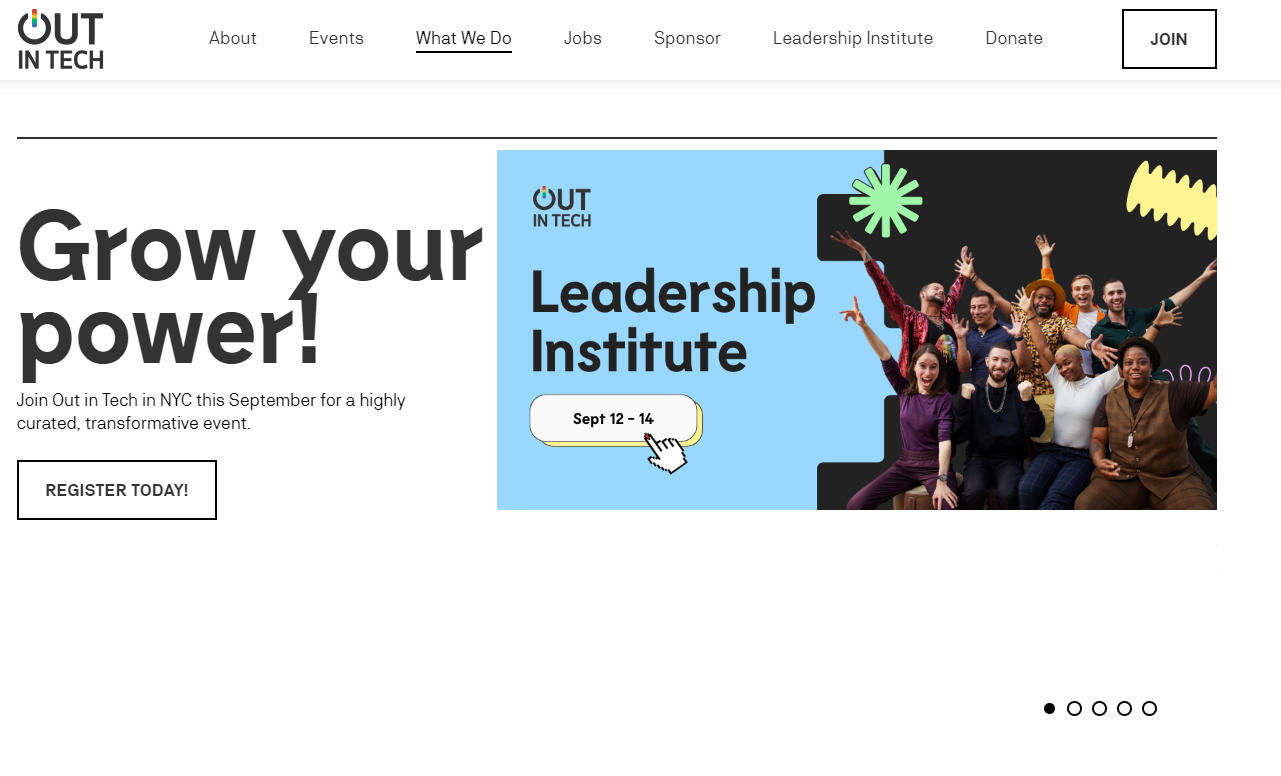 OUT
IN TECH
About
Events
What We Do
Jobs
Sponsor
Leadership Institute
Donate
JOIN
Grow your
power!
Join Out in Tech in NYC this September for a highly
curated, transformative event.
REGISTER TODAY!
OUT
IN TECH
Leadership
Institute
Sept 12 – 14